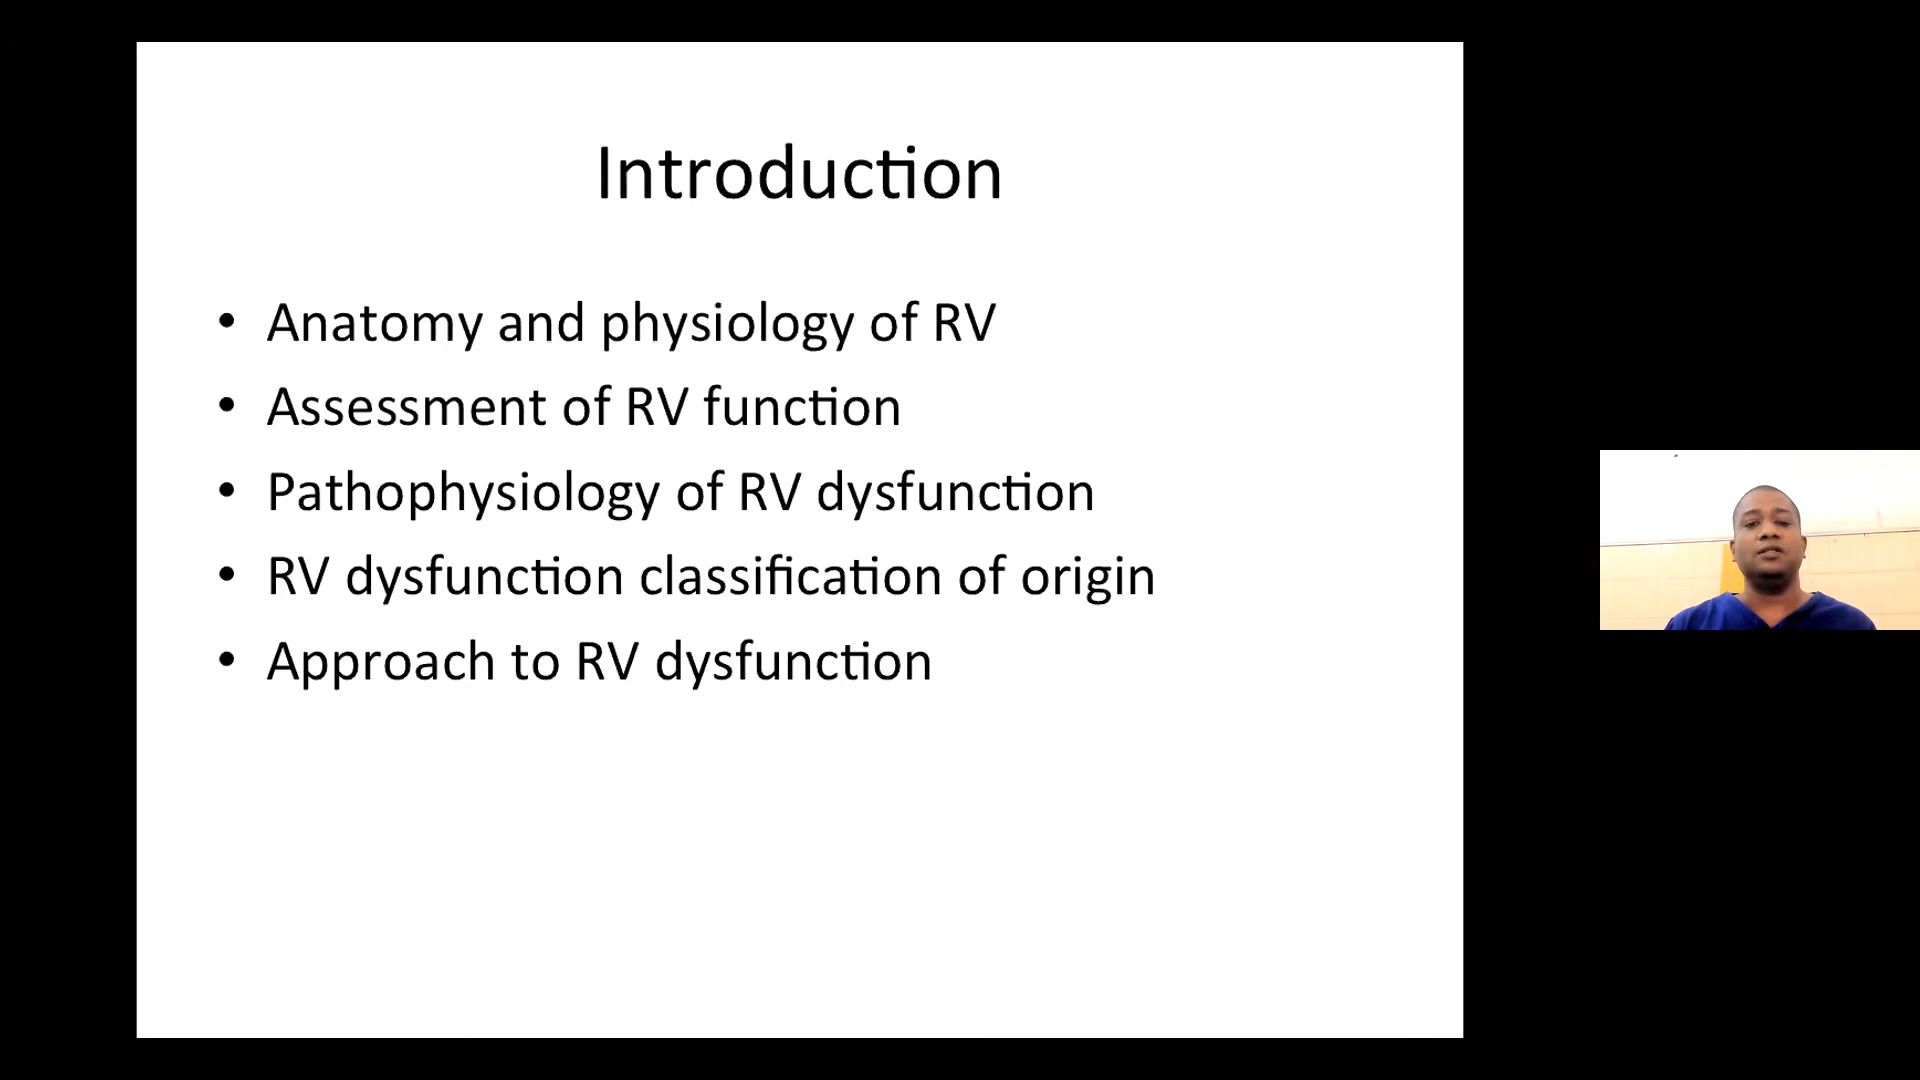 Introduction
• Anatomy and physiology of RV
• Assessment of RV function
• Pathophysiology of RV dysfunction
• RV dysfunction classification of origin
• Approach to RV dysfunction